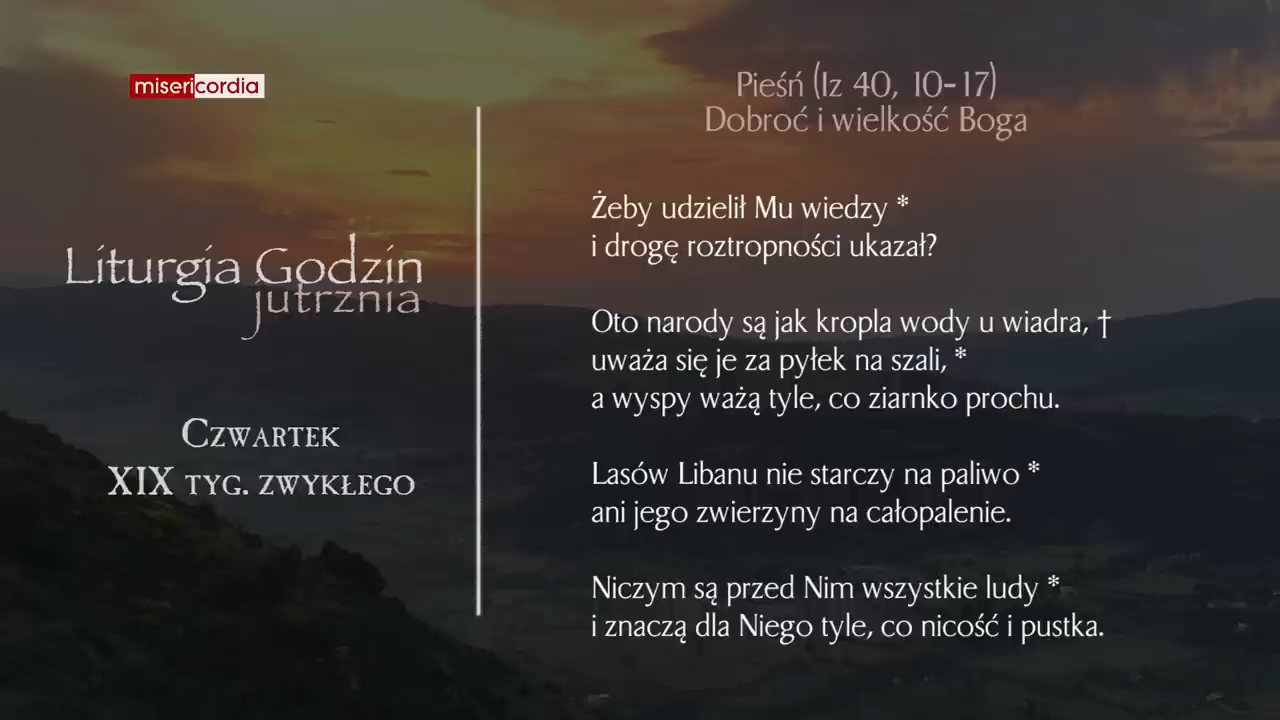 misericordia
Liturgia Godzin
jutrznia
Czwartek
XIX tyg. zwykłego
Pieśń (Iz 40, 10-17)
Dobroć i wielkość Boga
Żeby udzielił Mu wiedzy *
i drogę roztropności ukazał?
Oto narody są jak kropla wody u wiadra, †
uważa się je za pyłek na szali, *
a wyspy ważą tyle, co ziarnko prochu.
Lasów Libanu nie starczy na paliwo *
ani jego zwierzyny na całopalenie.
Niczym są przed Nim wszystkie ludy *
i znaczą dla Niego tyle, co nicość i pustka.